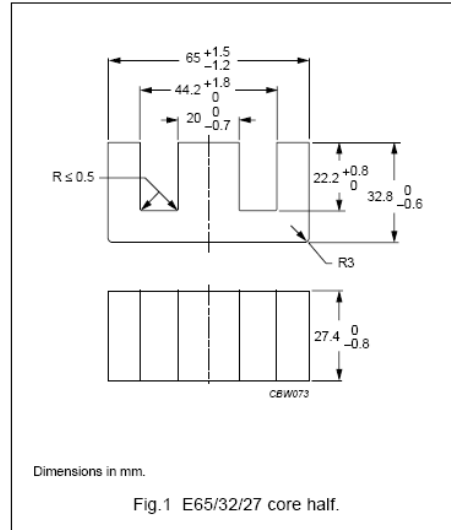 65 +1.5 −1.2
44.2 +1.8 0
20 0 −0.7
R ≤ 0.5
22.2 +0.8 0
32.8 0 −0.6
R3
27.4 0 −0.8
CBW073
Dimensions in mm.
Fig.1 E65/32/27 core half.